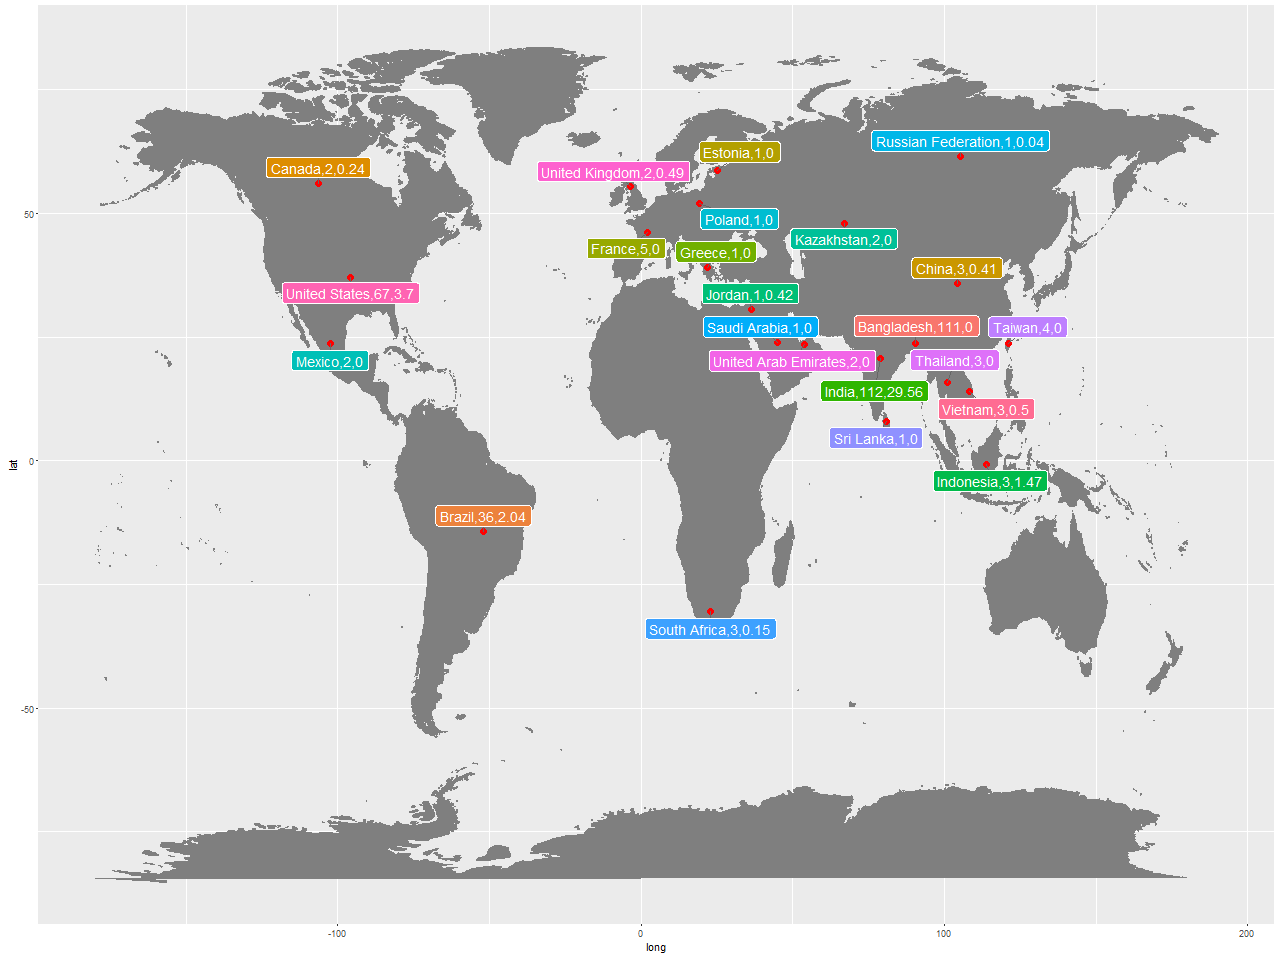 Russian Federation,1,0.04
Estonia,1,0
Canada,2,0.24
United Kingdom,2,0.49
50
Poland,1,0
Kazakhstan,2,0
France,5,0
Greece,1,0
China,3,0.41
United States,67,3.7
Jordan,1,0.42
Saudi Arabia,1,0
Bangladesh,111,0
Taiwan,4,0
Mexico,2,0
United Arab Emirates,2,0
Thailand,3,0
India,112,29.56
Vietnam,3,0.5
Sri Lanka,1,0
lat
0
Indonesia,3,1.47
Brazil,36,2.04
South Africa,3,0.15
-50
-100
0
100
200
long